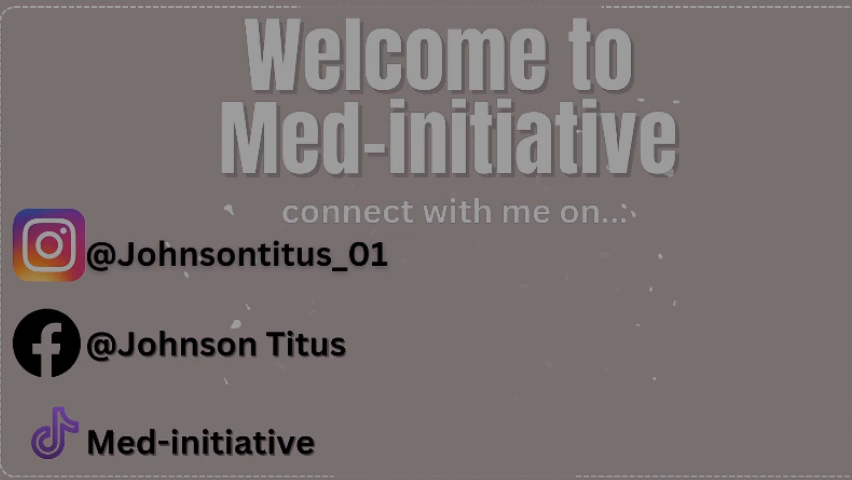 Welcome to
Med-initiative
connect with me on...
@Johnsontitus_01
@Johnson Titus
Med-initiative